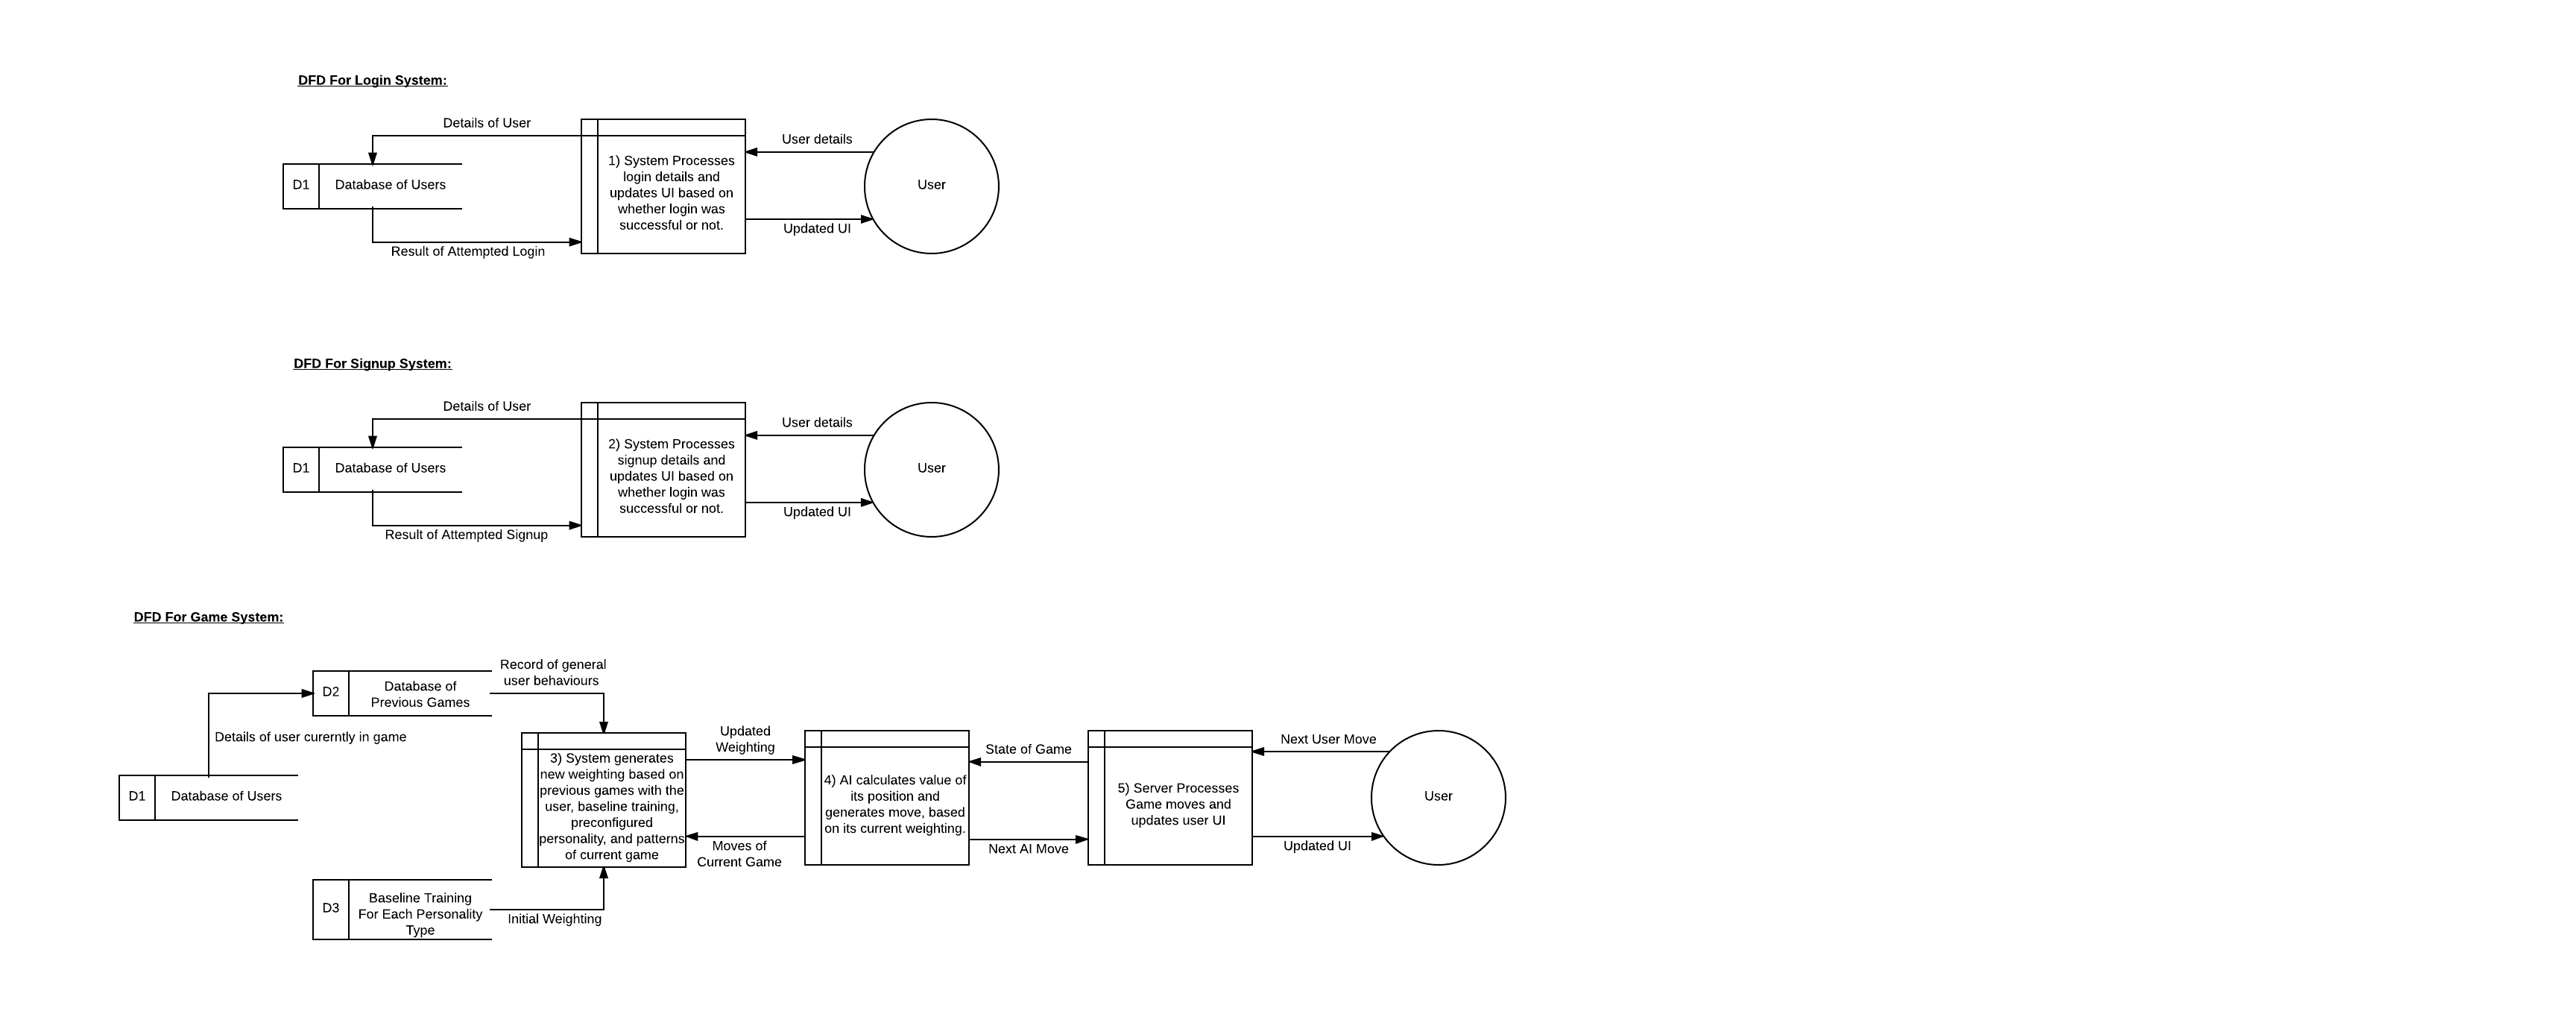 DFD For Login System:
Details of User
User details
D1
Database of Users
1) System Processes
login details and
updates UI based on
whether login was
successful or not.
User
Updated UI
Result of Attempted Login
DFD For Signup System:
Details of User
User details
D1
Database of Users
2) System Processes
signup details and
updates UI based on
whether login was
successful or not.
User
Updated UI
Result of Attempted Signup
DFD For Game System:
Record of general
user behaviours
D2
Database of
Previous Games
Details of user curerntly in game
D1
Database of Users
D3
Baseline Training
For Each Personality
Type
Initial Weighting
3) System generates
new weighting based on
previous games with the
user, baseline training,
preconfigured
personality, and patterns
of current game
Updated
Weighting
Moves of
Current Game
4) AI calculates value of
its position and
generates move, based
on its current weighting.
State of Game
Next AI Move
5) Server Processes
Game moves and
updates user UI
Next User Move
Updated UI
User